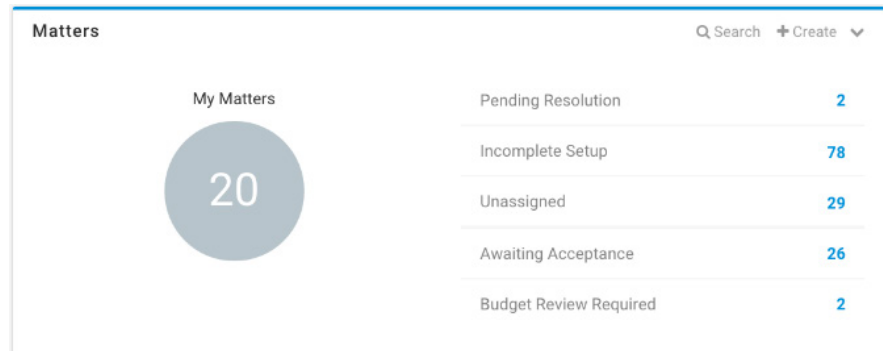 Matters
Search Create
My Matters
20
Pending Resolution 2
Incomplete Setup 78
Unassigned 29
Awaiting Acceptance 26
Budget Review Required 2